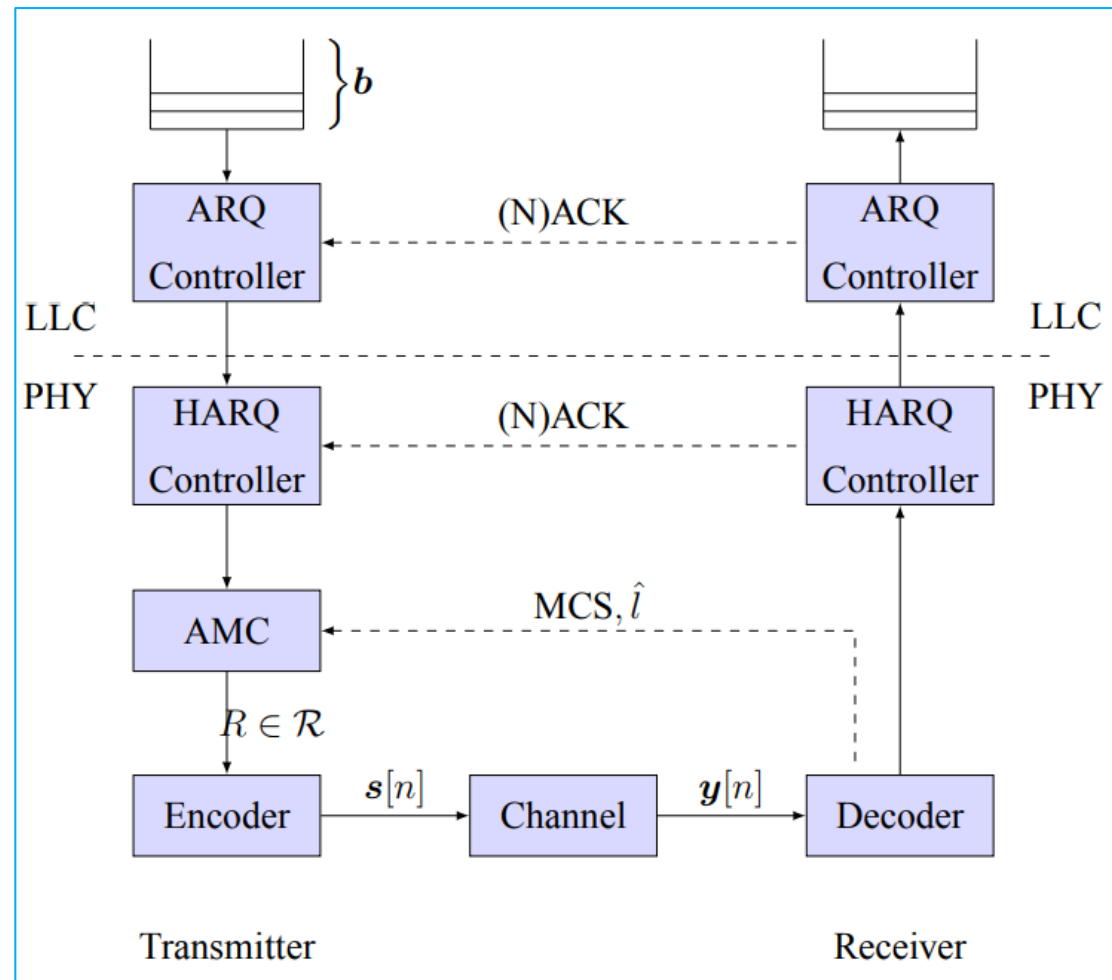 b
ARQ
Controller
(N)ACK
ARQ
Controller
LLC
LLC
PHY
PHY
HARQ
Controller
(N)ACK
HARQ
Controller
AMC
MCS, l̂
R ∈ ℛ
Encoder
s[n]
Channel
y[n]
Decoder
Transmitter
Receiver